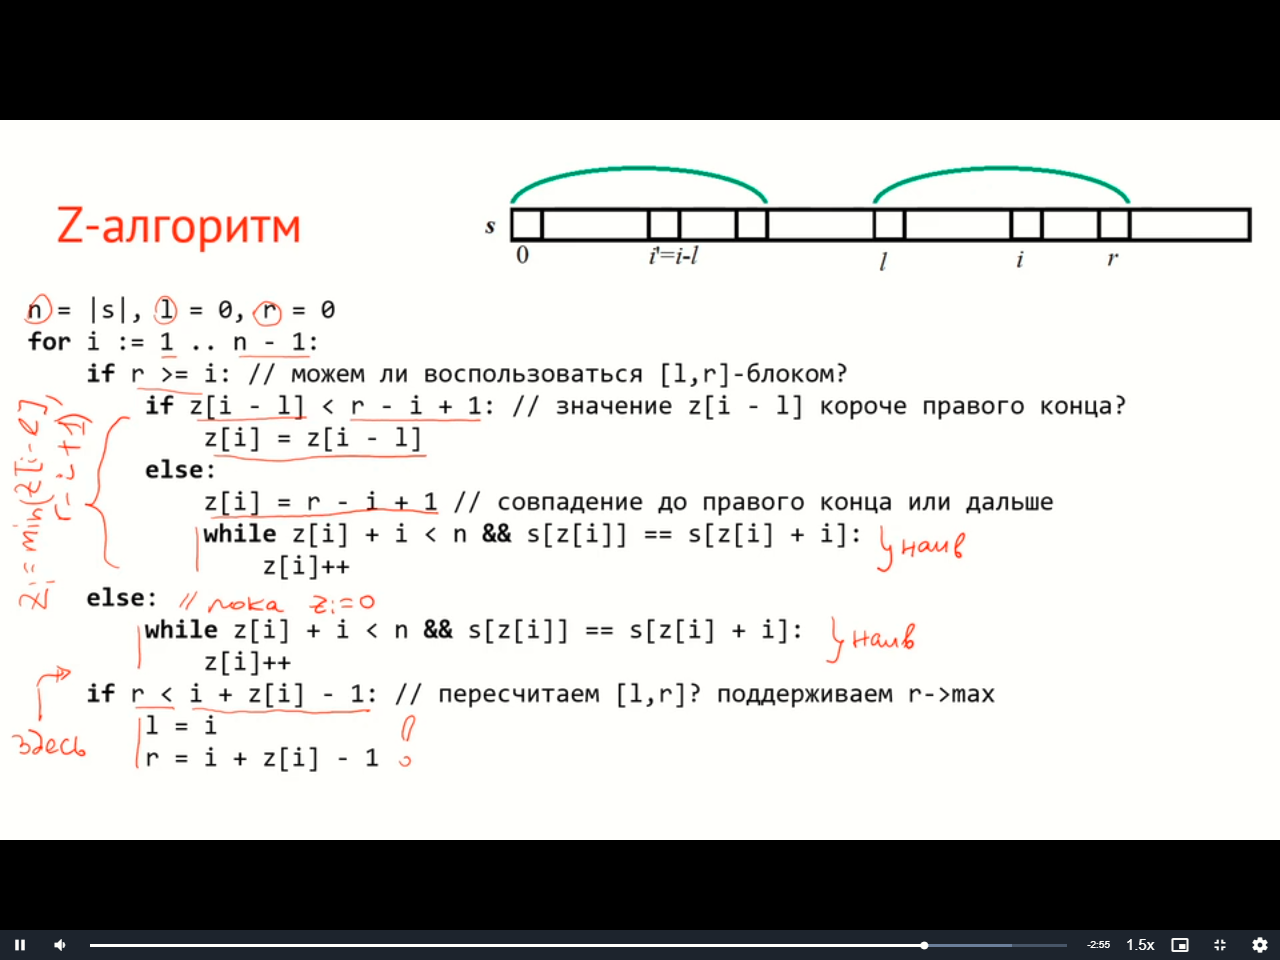 Z-алгоритм
s
0 i'=i-l l i r
n = |s|, l = 0, r = 0
for i := 1 .. n - 1:
if r >= i: // можем ли воспользоваться [l,r]-блоком?
if z[i - l] < r - i + 1: // значение z[i - l] короче правого конца?
z[i] = z[i - l]
else:
z[i] = r - i + 1 // совпадение до правого конца или дальше
while z[i] + i < n && s[z[i]] == s[z[i] + i]: } наив
z[i]++
else: // пока zi=0
while z[i] + i < n && s[z[i]] == s[z[i] + i]: } наив
z[i]++
if r < i + z[i] - 1: // пересчитаем [l,r]? поддерживаем r->max
l = i
r = i + z[i] - 1
zi = min(z[i-l],
r-i+1)
здесь
-2:55 1.5x